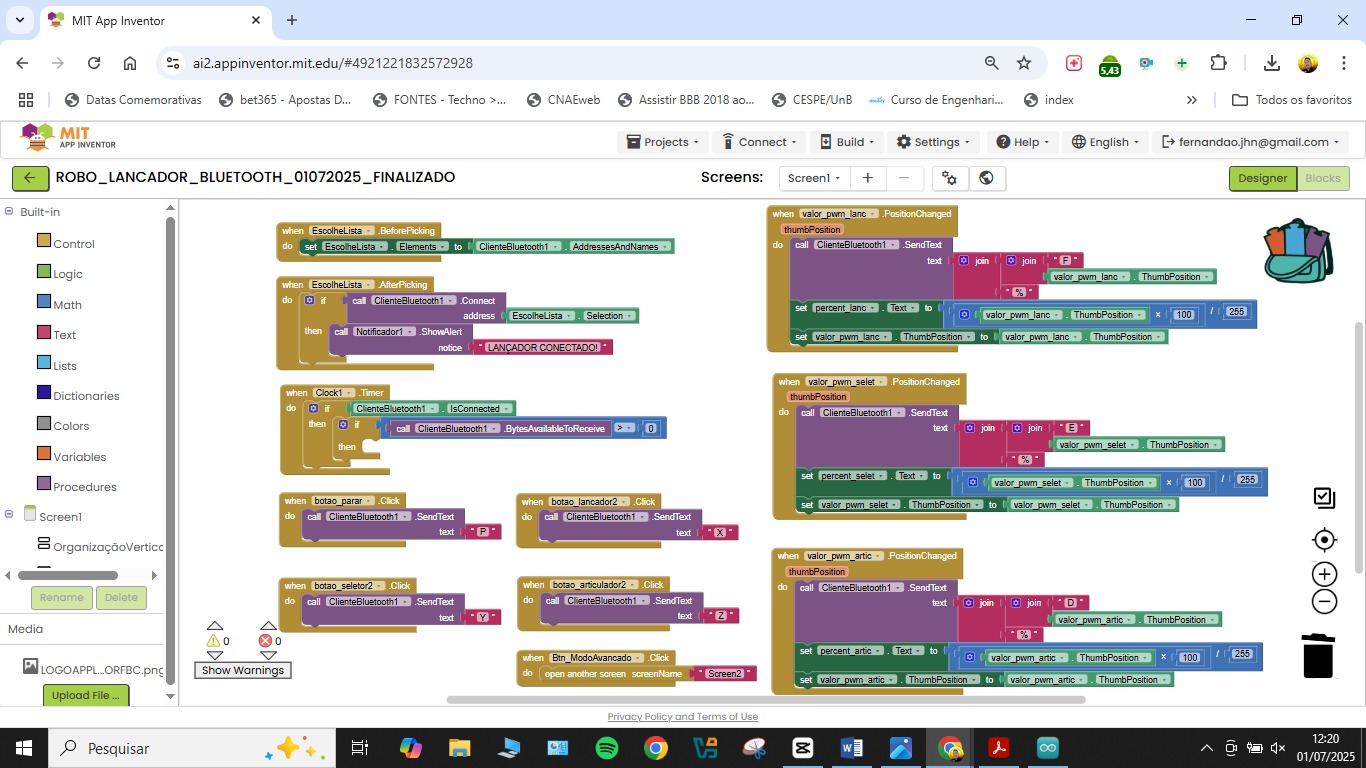 MIT App Inventor
ai2.appinventor.mit.edu/#4921221832572928
5,43
Datas Comemorativas
bet365 - Apostas D...
FONTES - Techno >...
CNAEweb
Assistir BBB 2018 ao...
CESPE/UnB
Curso de Engenhari...
index
Todos os favoritos
MIT
APP INVENTOR
Projects
Connect
Build
Settings
Help
English
fernandao.jhn@gmail.com
ROBO_LANCADOR_BLUETOOTH_01072025_FINALIZADO
Screens:
Screen1
Designer
Blocks
Built-in
Control
Logic
Math
Text
Lists
Dictionaries
Colors
Variables
Procedures
Screen1
OrganizaçãoVertica
Rename
Delete
Media
LOGOAPPL...ORFBC.png
Upload File ...
when EscolheLista .BeforePicking
do set EscolheLista . Elements to ClienteBluetooth1 . AddressesAndNames
when EscolheLista .AfterPicking
do if call ClienteBluetooth1 .Connect
address EscolheLista . Selection
then call Notificador1 .ShowAlert
notice " LANÇADOR CONECTADO! "
when Clock1 .Timer
do if ClienteBluetooth1 . IsConnected
then if call ClienteBluetooth1 .BytesAvailableToReceive > 0
then
when botao_parar .Click
do call ClienteBluetooth1 .SendText
text " P "
when botao_lancador2 .Click
do call ClienteBluetooth1 .SendText
text " X "
when botao_seletor2 .Click
do call ClienteBluetooth1 .SendText
text " Y "
when botao_articulador2 .Click
do call ClienteBluetooth1 .SendText
text " Z "
when Btn_ModoAvancado .Click
do open another screen screenName " Screen2 "
0
0
Show Warnings
when valor_pwm_lanc .PositionChanged
thumbPosition
do call ClienteBluetooth1 .SendText
text join join " F "
valor_pwm_lanc . ThumbPosition
" % "
set percent_lanc . Text to valor_pwm_lanc . ThumbPosition × 100 / 255
set valor_pwm_lanc . ThumbPosition to valor_pwm_lanc . ThumbPosition
when valor_pwm_selet .PositionChanged
thumbPosition
do call ClienteBluetooth1 .SendText
text join join " E "
valor_pwm_selet . ThumbPosition
" % "
set percent_selet . Text to valor_pwm_selet . ThumbPosition × 100 / 255
set valor_pwm_selet . ThumbPosition to valor_pwm_selet . ThumbPosition
when valor_pwm_artic .PositionChanged
thumbPosition
do call ClienteBluetooth1 .SendText
text join join " D "
valor_pwm_artic . ThumbPosition
" % "
set percent_artic . Text to valor_pwm_artic . ThumbPosition × 100 / 255
set valor_pwm_artic . ThumbPosition to valor_pwm_artic . ThumbPosition
Privacy Policy and Terms of Use
Pesquisar
12:20
01/07/2025